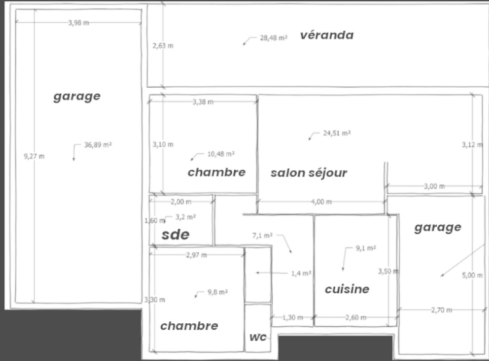 3,98 m
28,48 m²
véranda
2,63 m
garage
3,38 m
24,51 m²
36,89 m²
9,27 m
3,10 m
10,48 m²
3,12 m
chambre
salon séjour
3,00 m
2,00 m
4,00 m
1,60 m
3,2 m²
garage
sde
7,1 m²
9,1 m²
2,97 m
1,4 m²
3,50 m
5,00 m
9,8 m²
cuisine
3,30 m
1,30 m
2,60 m
2,70 m
chambre
wc